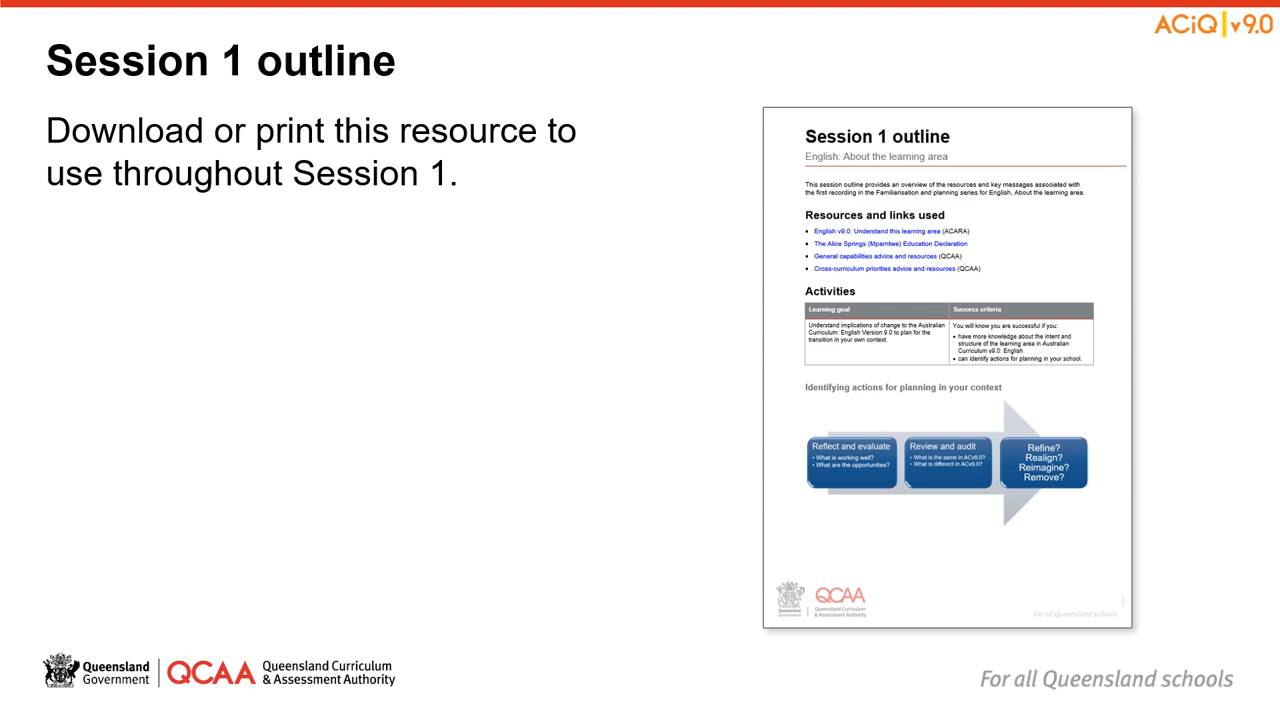 ACiQ v9.0
Session 1 outline
Download or print this resource to
use throughout Session 1.
Session 1 outline
English: About the learning area
This session outline provides an overview of the resources and key messages associated with
the first recording in the Familiarisation and planning series for English, About the learning area.
Resources and links used
• English v9.0: Understand this learning area (ACARA)
• The Alice Springs (Mparntwe) Education Declaration
• General capabilities advice and resources (QCAA)
• Cross-curriculum priorities advice and resources (QCAA)
Activities
Learning goal
Success criteria
Understand implications of change to the Australian
Curriculum: English Version 9.0 to plan for the
transition in your own context.
You will know you are successful if you:
• have more knowledge about the intent and
structure of the learning area in Australian
Curriculum v9.0: English
• can identify actions for planning in your school.
Identifying actions for planning in your context
Reflect and evaluate
• What is working well?
• What are the opportunities?
Review and audit
• What is the same in ACv9.0?
• What is different in ACv9.0?
Refine?
Realign?
Reimagine?
Remove?
Queensland
Government
QCAA
Queensland Curriculum
& Assessment Authority
For all Queensland schools
Queensland
Government
QCAA
Queensland Curriculum
& Assessment Authority
For all Queensland schools